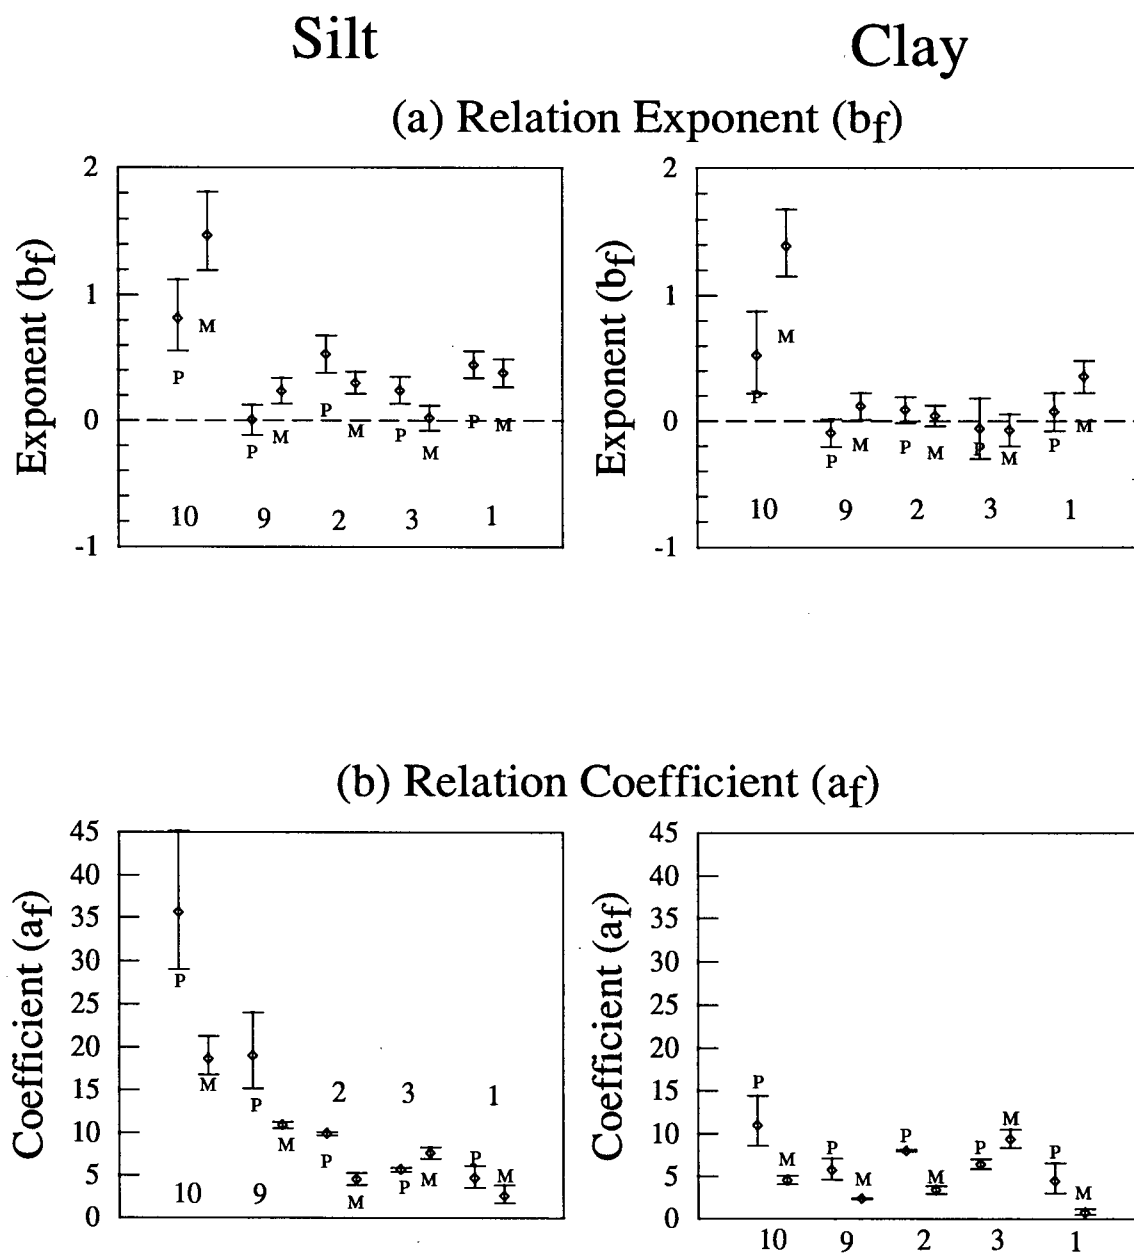 Silt Clay
(a) Relation Exponent (bf)
Exponent (bf)
2
1
0
-1
P M P M P M P M P M
10 9 2 3 1
Exponent (bf)
2
1
0
-1
P M P M P M P M P M
10 9 2 3 1
(b) Relation Coefficient (af)
Coefficient (af)
45
40
35
30
25
20
15
10
5
0
P M P M P M P M P M
10 9 2 3 1
Coefficient (af)
45
40
35
30
25
20
15
10
5
0
P M P M P M P M P M
10 9 2 3 1